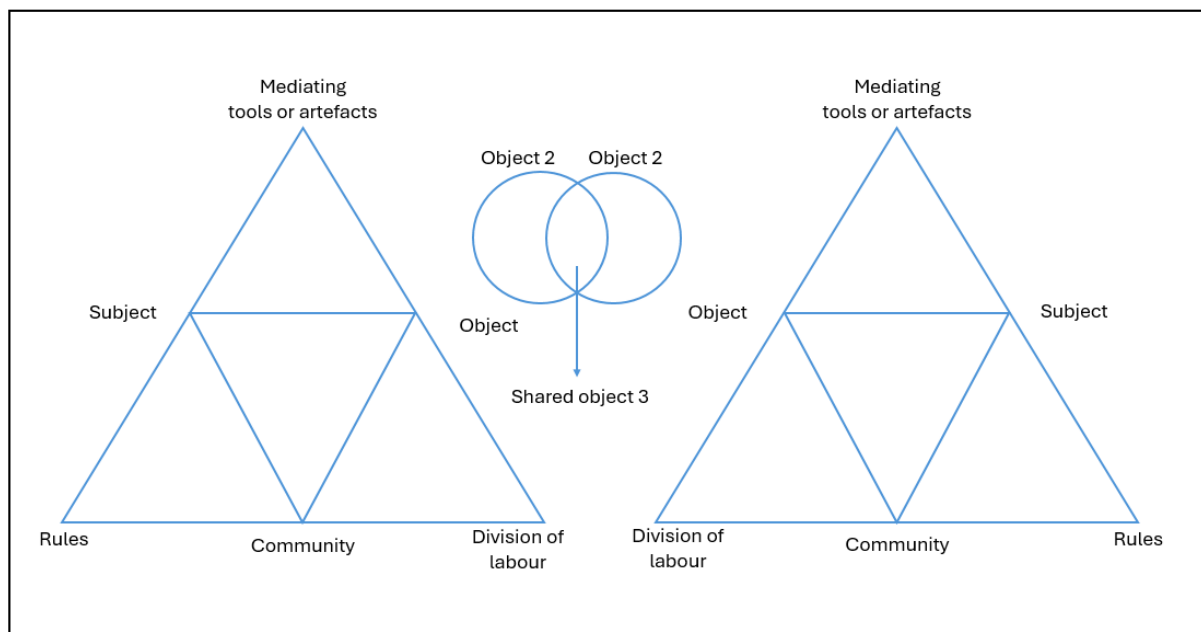 Mediating
tools or artefacts
Mediating
tools or artefacts
Object 2
Object 2
Subject
Object
Object
Subject
Shared object 3
Rules
Community
Division of
labour
Division of
labour
Community
Rules